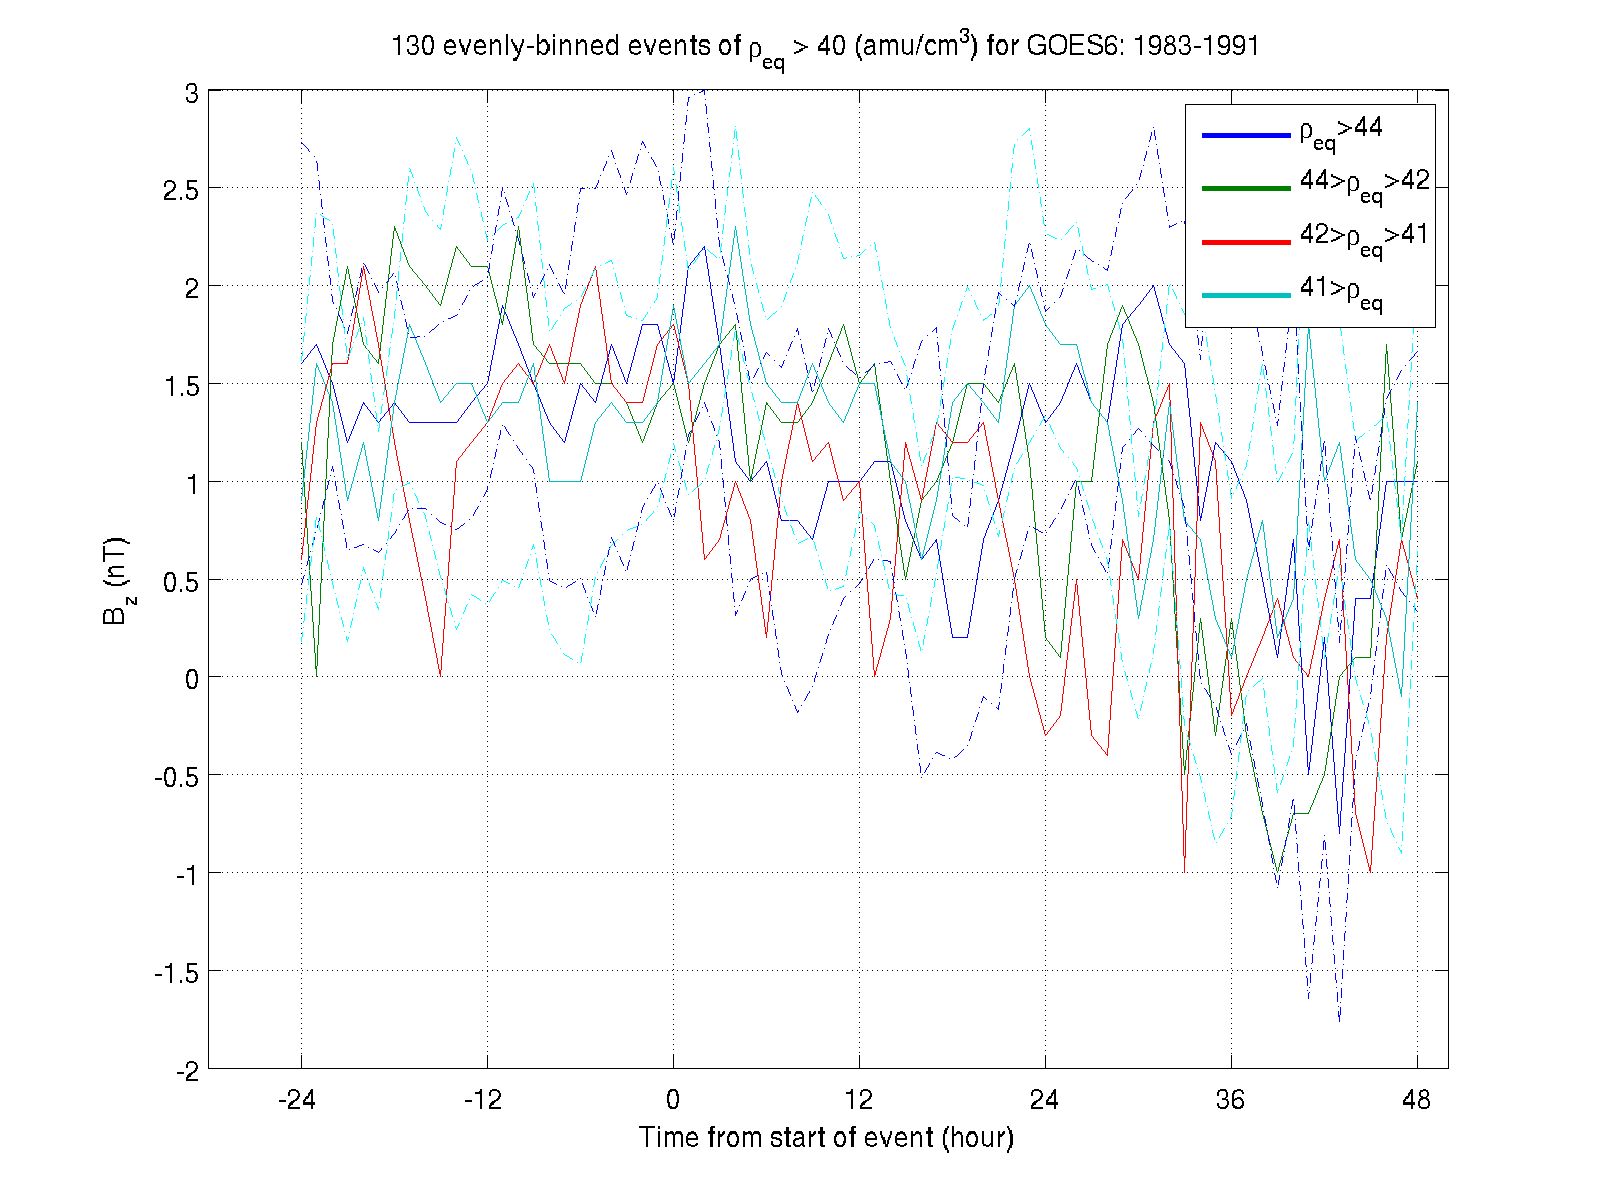 130 evenly-binned events of ρeq > 40 (amu/cm³) for GOES6: 1983-1991
3
2.5
2
1.5
1
0.5
0
-0.5
-1
-1.5
-2
Bz (nT)
ρeq>44
44>ρeq>42
42>ρeq>41
41>ρeq
-24 -12 0 12 24 36 48
Time from start of event (hour)